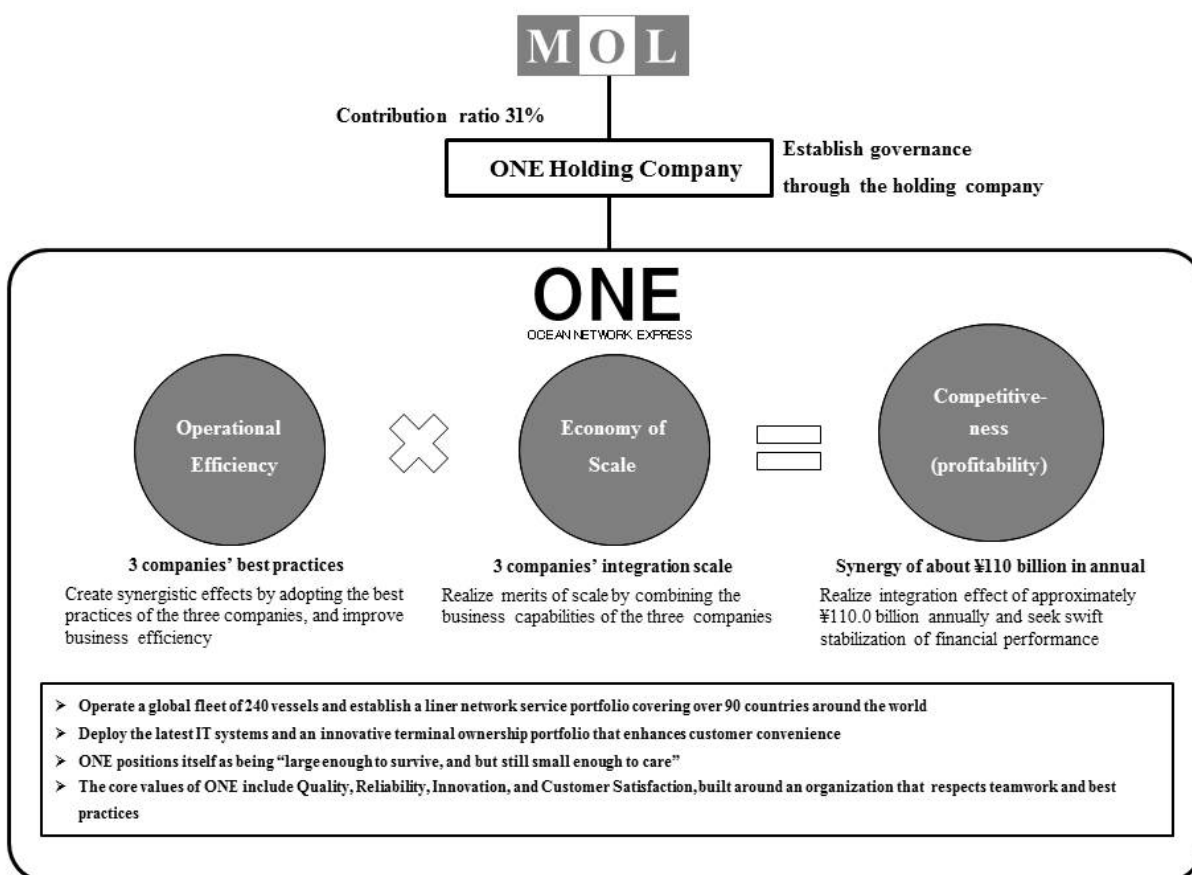 MOL
Contribution ratio 31%
ONE Holding Company
Establish governance
through the holding company
ONE
OCEAN NETWORK EXPRESS
Operational
Efficiency
Economy of
Scale
Competitive-
ness
(profitability)
3 companies’ best practices
Create synergistic effects by adopting the best
practices of the three companies, and improve
business efficiency
3 companies’ integration scale
Realize merits of scale by combining the
business capabilities of the three companies
Synergy of about ¥110 billion in annual
Realize integration effect of approximately
¥110.0 billion annually and seek swift
stabilization of financial performance
➢ Operate a global fleet of 240 vessels and establish a liner network service portfolio covering over 90 countries around the world
➢ Deploy the latest IT systems and an innovative terminal ownership portfolio that enhances customer convenience
➢ ONE positions itself as being “large enough to survive, and but still small enough to care”
➢ The core values of ONE include Quality, Reliability, Innovation, and Customer Satisfaction, built around an organization that respects teamwork and best
practices